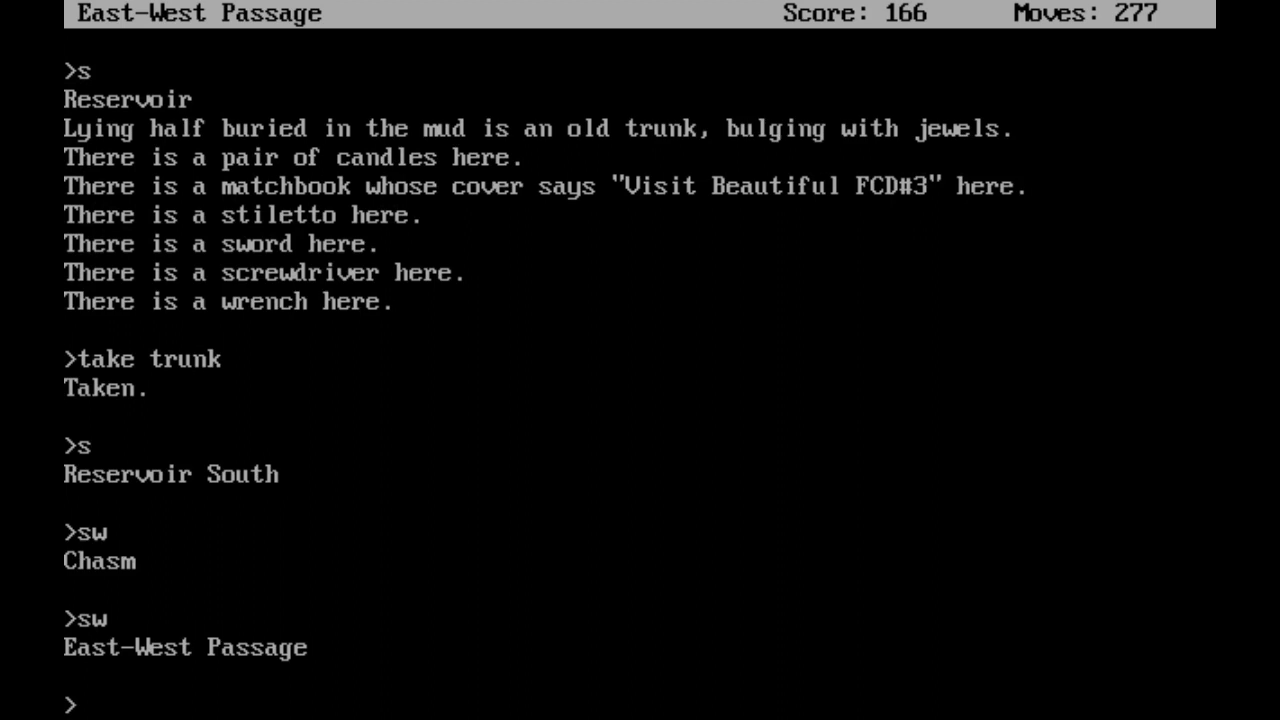 East-West Passage Score: 166 Moves: 277
>s
Reservoir
Lying half buried in the mud is an old trunk, bulging with jewels.
There is a pair of candles here.
There is a matchbook whose cover says "Visit Beautiful FCD#3" here.
There is a stiletto here.
There is a sword here.
There is a screwdriver here.
There is a wrench here.
>take trunk
Taken.
>s
Reservoir South
>sw
Chasm
>sw
East-West Passage
>